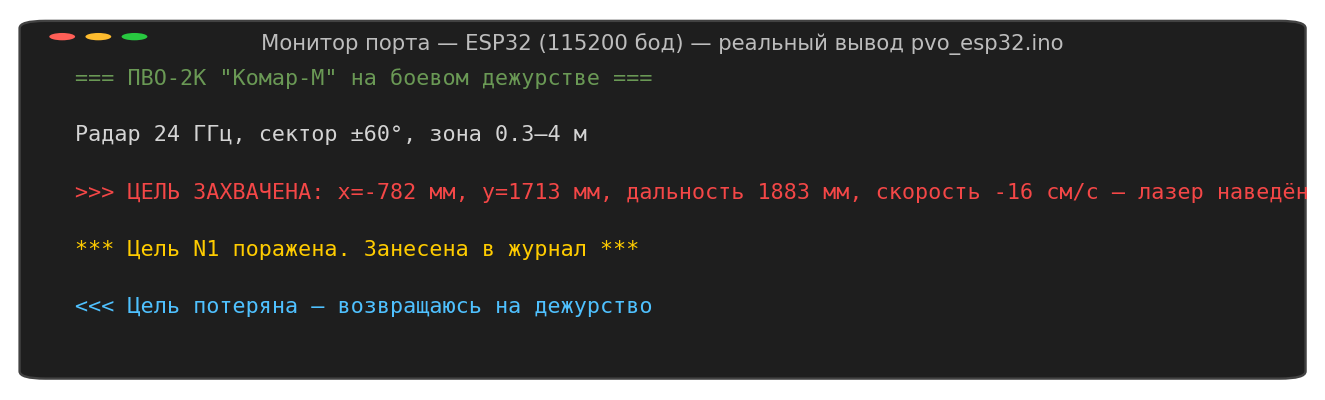 Монитор порта — ESP32 (115200 бод) — реальный вывод pvo_esp32.ino
=== ПВО-2К "Комар-М" на боевом дежурстве ===
Радар 24 ГГц, сектор ±60°, зона 0.3–4 м
>>> ЦЕЛЬ ЗАХВАЧЕНА: x=-782 мм, y=1713 мм, дальность 1883 мм, скорость -16 см/с — лазер наведён
*** Цель N1 поражена. Занесена в журнал ***
<<< Цель потеряна — возвращаюсь на дежурство